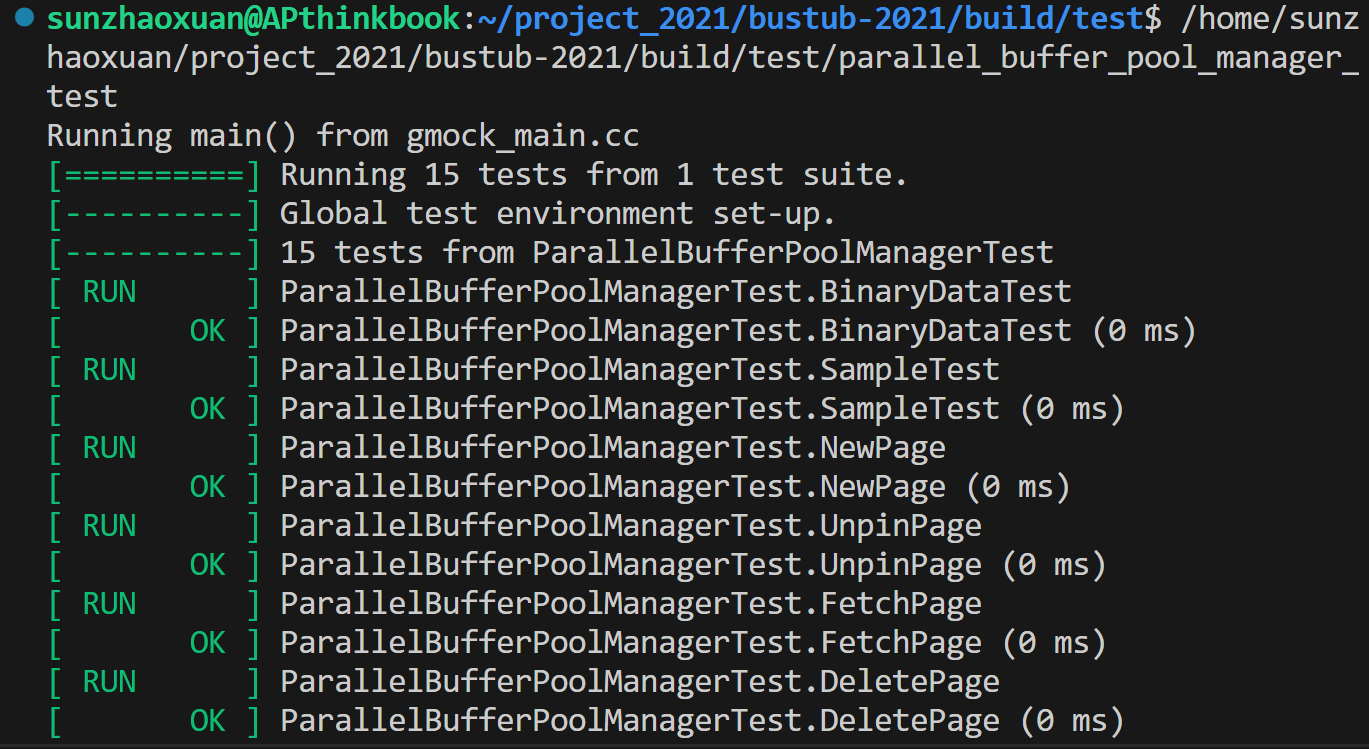 sunzhaoxuan@APthinkbook:~/project_2021/bustub-2021/build/test$ /home/sunz
haoxuan/project_2021/bustub-2021/build/test/parallel_buffer_pool_manager_
test
Running main() from gmock_main.cc
[==========] Running 15 tests from 1 test suite.
[----------] Global test environment set-up.
[----------] 15 tests from ParallelBufferPoolManagerTest
[ RUN      ] ParallelBufferPoolManagerTest.BinaryDataTest
[       OK ] ParallelBufferPoolManagerTest.BinaryDataTest (0 ms)
[ RUN      ] ParallelBufferPoolManagerTest.SampleTest
[       OK ] ParallelBufferPoolManagerTest.SampleTest (0 ms)
[ RUN      ] ParallelBufferPoolManagerTest.NewPage
[       OK ] ParallelBufferPoolManagerTest.NewPage (0 ms)
[ RUN      ] ParallelBufferPoolManagerTest.UnpinPage
[       OK ] ParallelBufferPoolManagerTest.UnpinPage (0 ms)
[ RUN      ] ParallelBufferPoolManagerTest.FetchPage
[       OK ] ParallelBufferPoolManagerTest.FetchPage (0 ms)
[ RUN      ] ParallelBufferPoolManagerTest.DeletePage
[       OK ] ParallelBufferPoolManagerTest.DeletePage (0 ms)